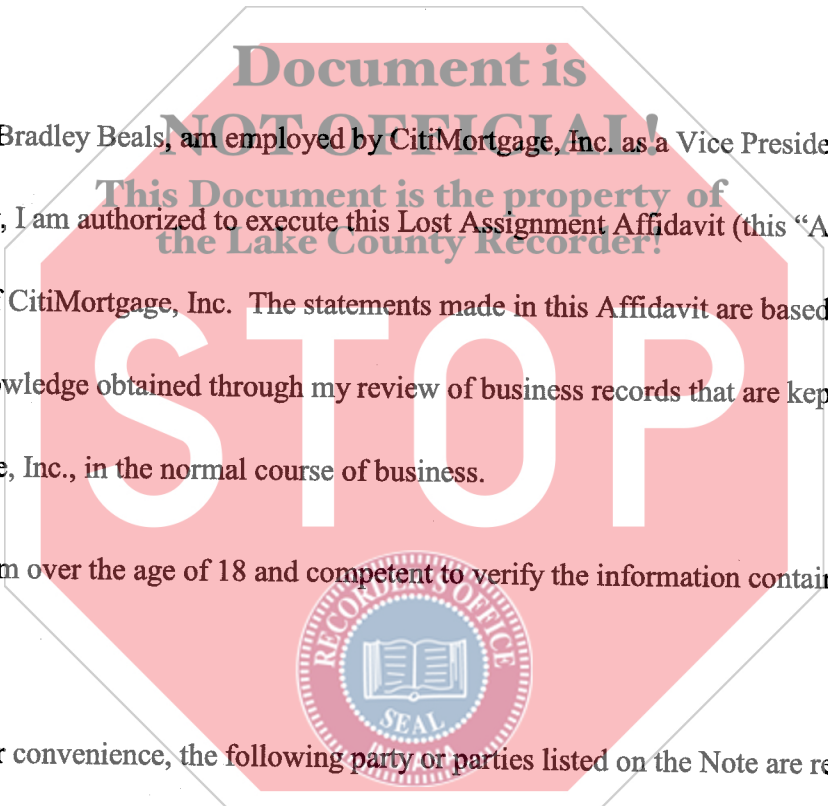 Document is
NOT OFFICIAL!
Bradley Beals, am employed by CitiMortgage, Inc. as a Vice Preside
This Document is the property of
, I am authorized to execute this Lost Assignment Affidavit (this “A
the Lake County Recorder!
CitiMortgage, Inc. The statements made in this Affidavit are based
STOP
wledge obtained through my review of business records that are kep
e, Inc., in the normal course of business.
m over the age of 18 and competent to verify the information contain
RECORDER'S OFFICE
SEAL
r convenience, the following party or parties listed on the Note are re